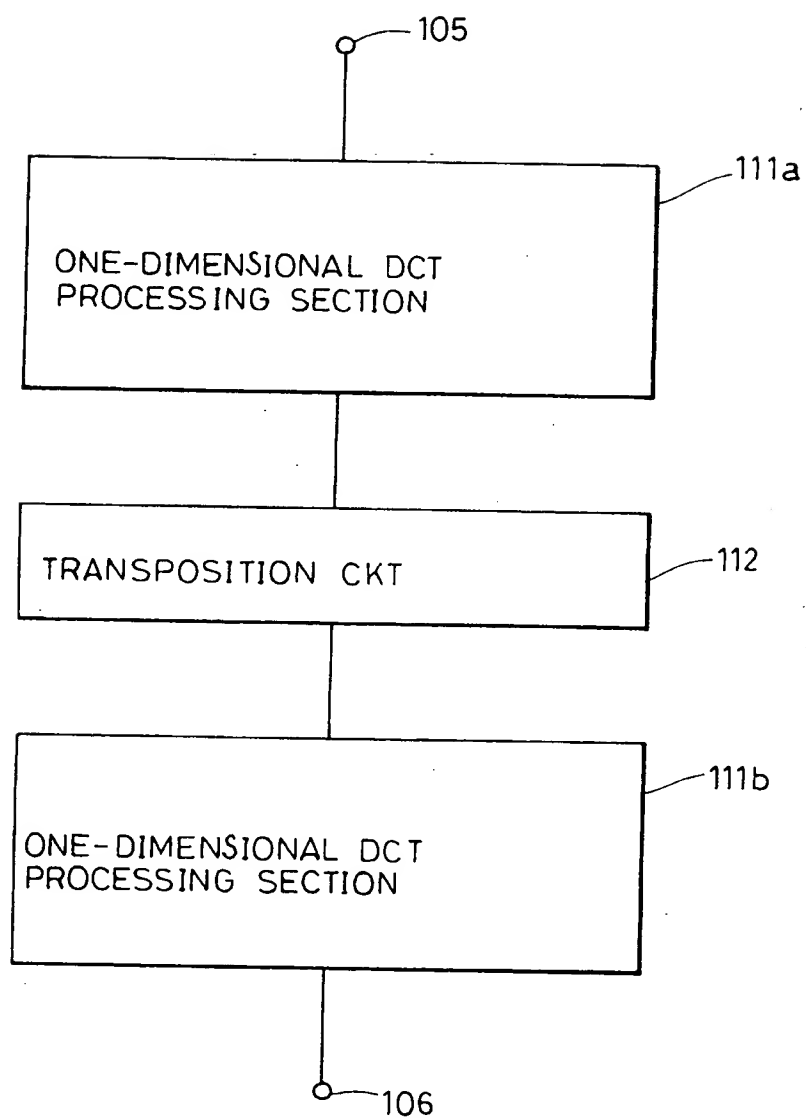 105
111a
ONE-DIMENSIONAL DCT
PROCESSING SECTION
TRANSPOSITION CKT
112
111b
ONE-DIMENSIONAL DCT
PROCESSING SECTION
106